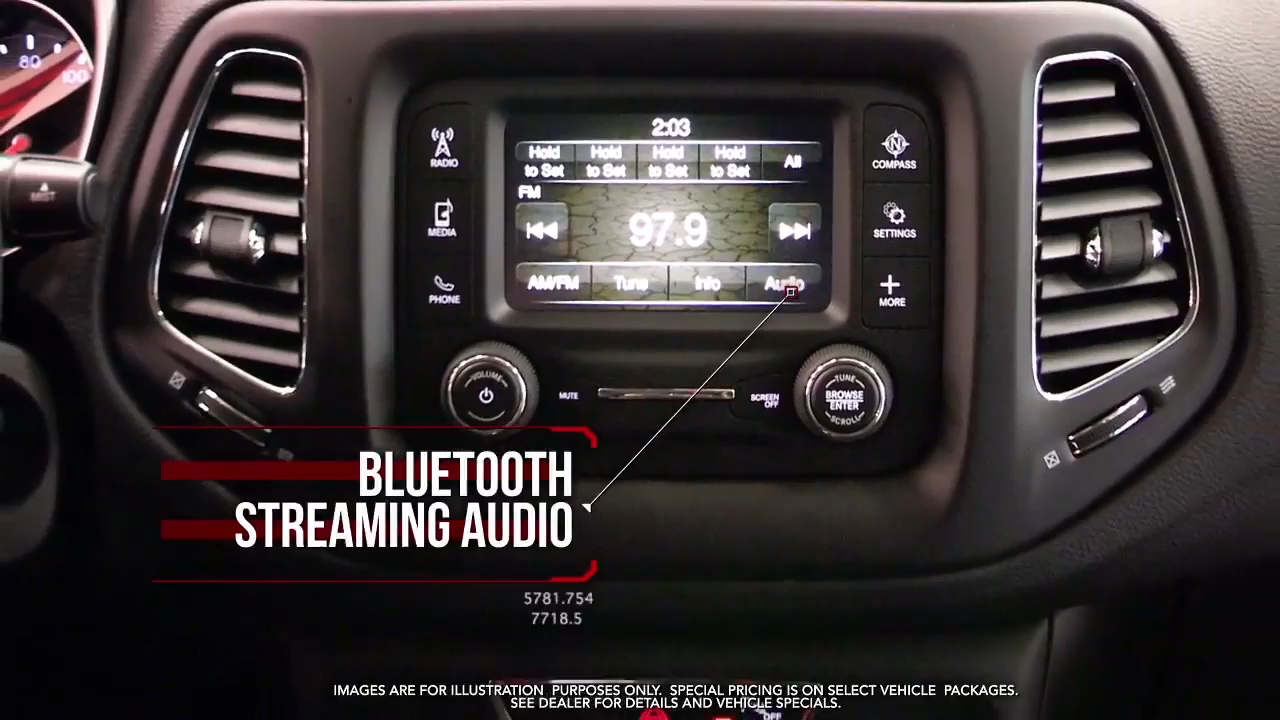 80
100
MIST
2:03
Hold to Set
Hold to Set
Hold to Set
Hold to Set
All
FM
97.9
AM/FM
Tune
Info
Audio
RADIO
MEDIA
PHONE
COMPASS
SETTINGS
MORE
VOLUME
MUTE
SCREEN
OFF
TUNE
BROWSE
ENTER
SCROLL
BLUETOOTH
STREAMING AUDIO
5781.754
7718.5
IMAGES ARE FOR ILLUSTRATION PURPOSES ONLY. SPECIAL PRICING IS ON SELECT VEHICLE PACKAGES.
SEE DEALER FOR DETAILS AND VEHICLE SPECIALS.
OFF